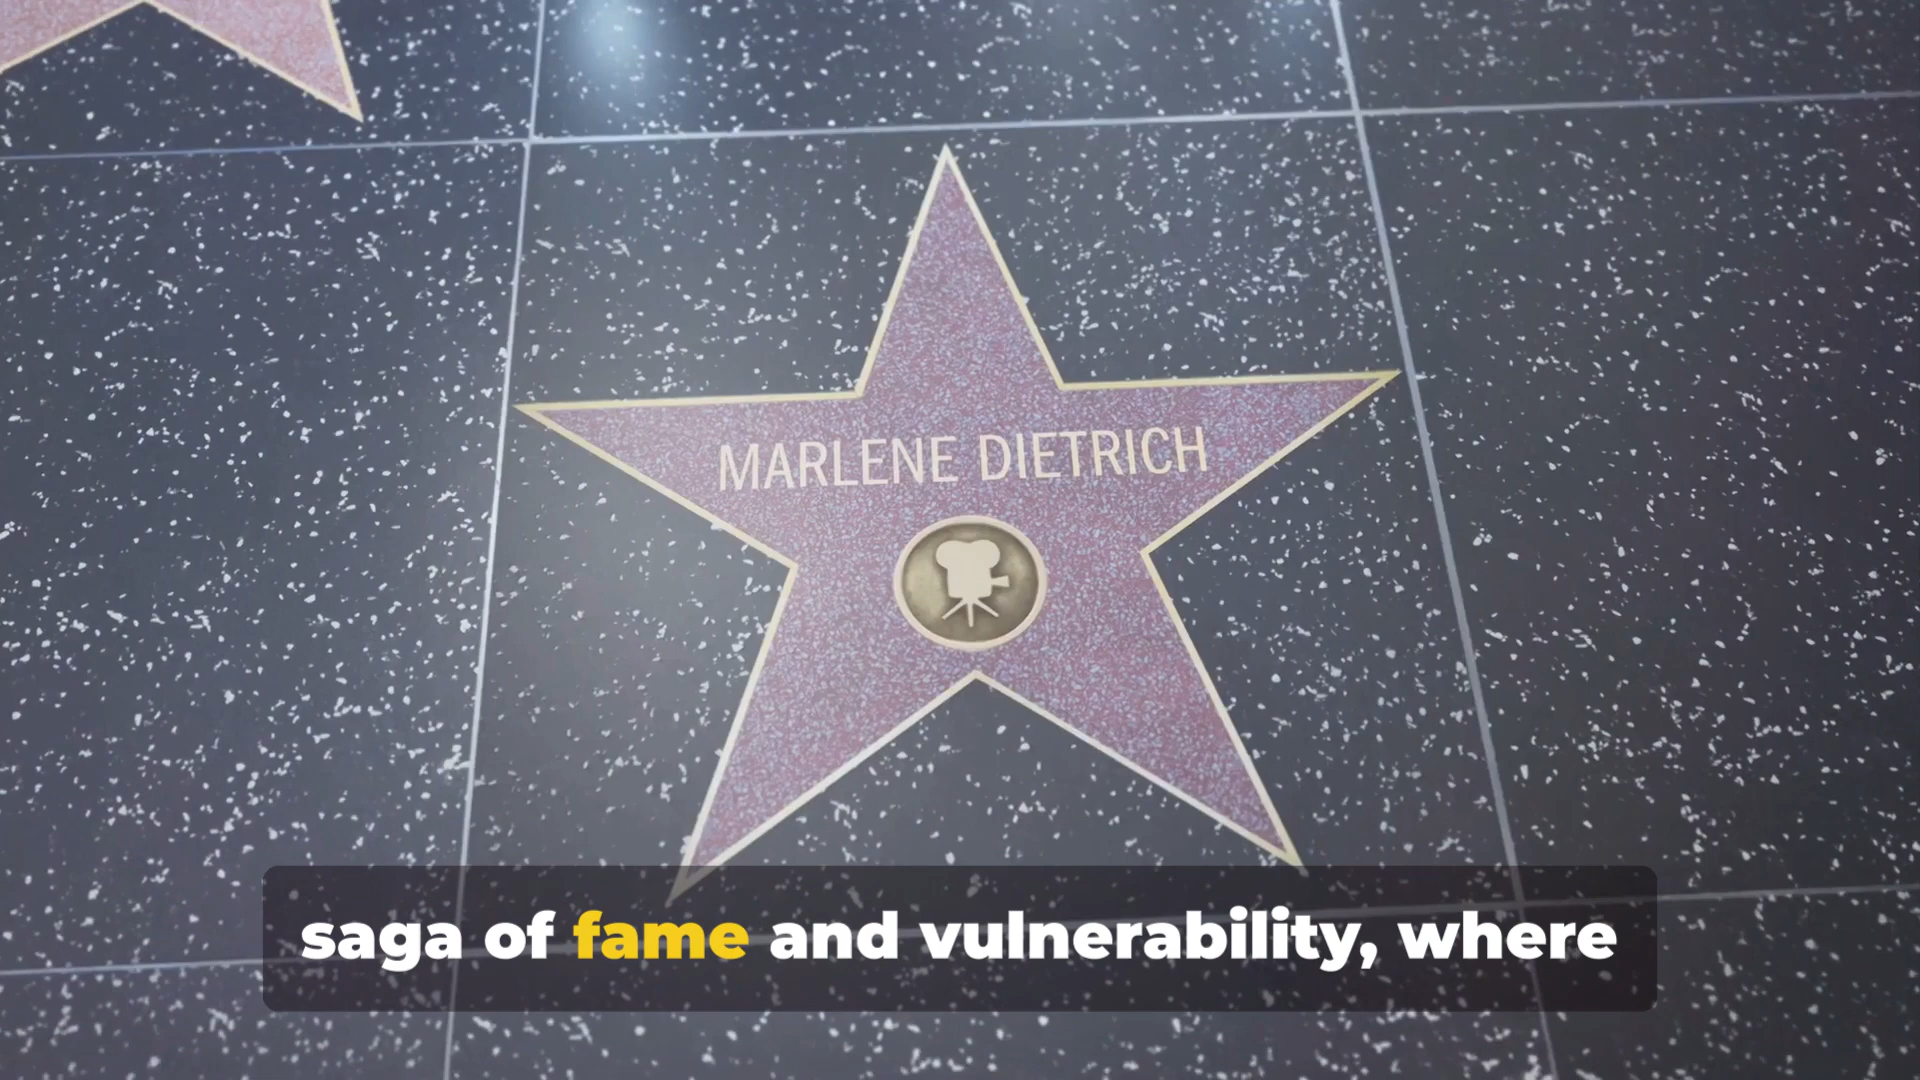 MARLENE DIETRICH
saga of fame and vulnerability, where